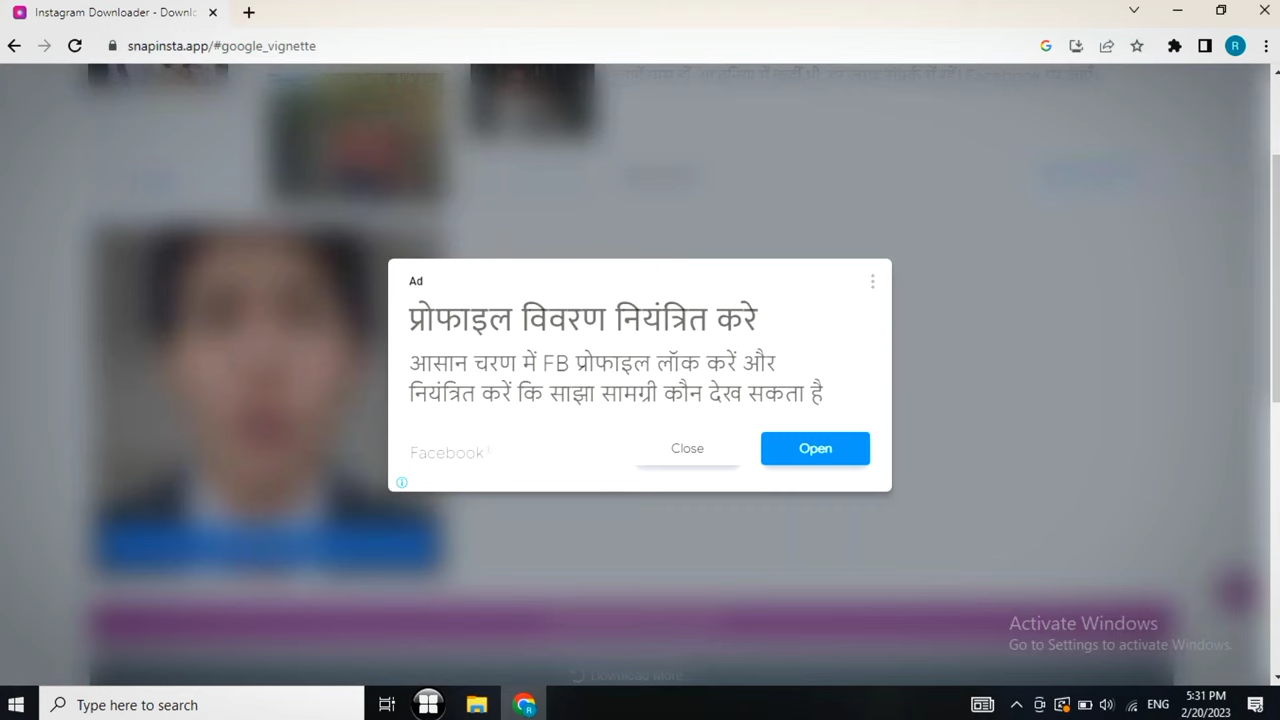 Instagram Downloader - Downlo
snapinsta.app/#google_vignette
R
Ad
प्रोफाइल विवरण नियंत्रित करे
आसान चरण में FB प्रोफाइल लॉक करें और
नियंत्रित करें कि साझा सामग्री कौन देख सकता है
Facebook
Close
Open
Activate Windows
Go to Settings to activate Windows.
Download More...
Type here to search
ENG
5:31 PM
2/20/2023